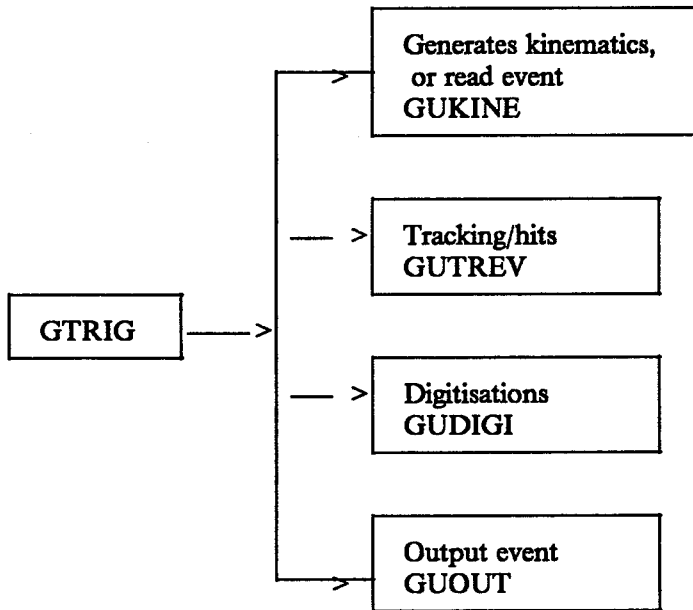 Generates kinematics,
or read event
GUKINE
Tracking/hits
GUTREV
GTRIG
Digitisations
GUDIGI
Output event
GUOUT